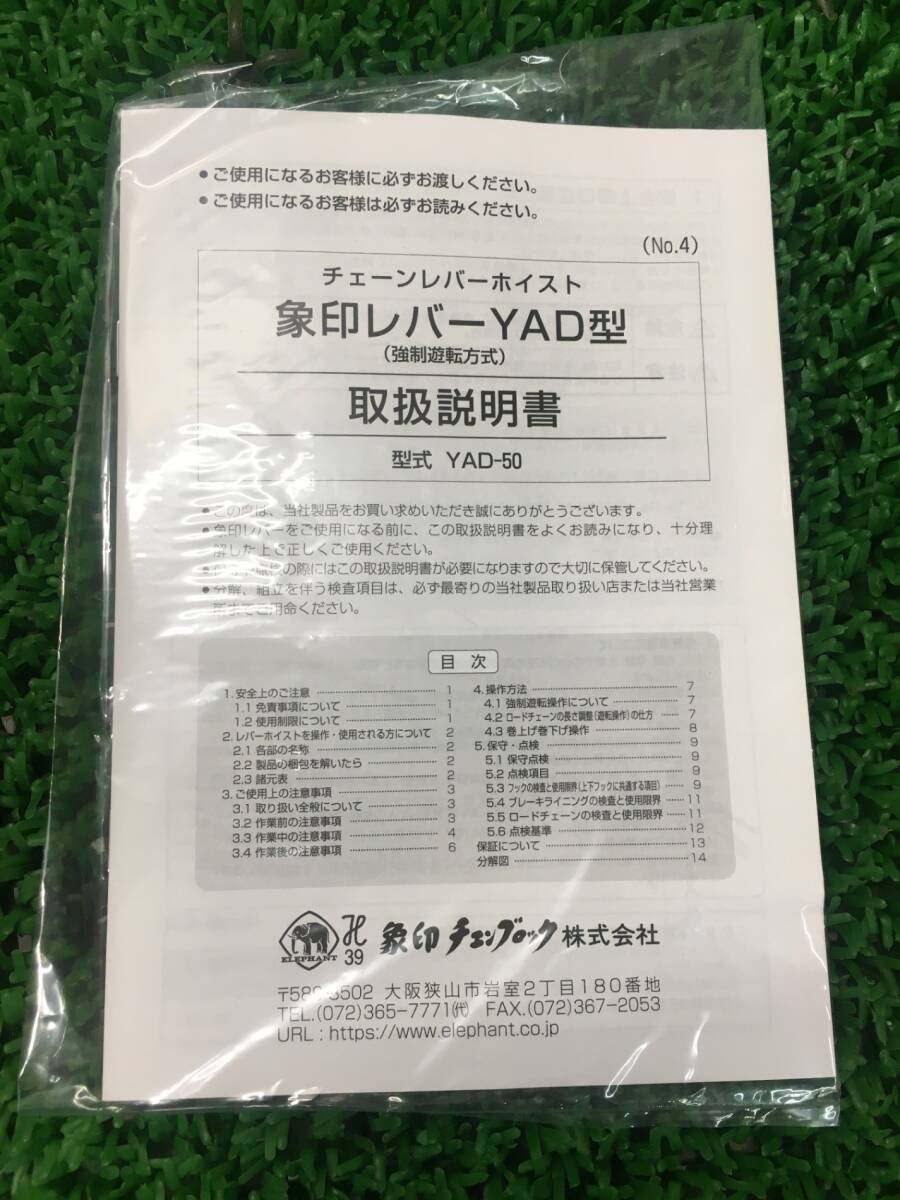 ● ご使用になるお客様に必ずお渡しください。
● ご使用になるお客様は必ずお読みください。
(No.4)
チェーンレバーホイスト
象印レバーYAD型
(強制遊転方式)
取扱説明書
型式 YAD-50
● この度は、当社製品をお買い求めいただき誠にありがとうございます。
● 象印レバーをご使用になる前に、この取扱説明書をよくお読みになり、十分理
解した上で正しくご使用ください。
● 点検の際にはこの取扱説明書が必要になりますので大切に保管してください。
● 分解、組立を伴う検査項目は、必ず最寄りの当社製品取り扱い店または当社営業
所までご用命ください。
目 次
1.安全上のご注意 1
1.1 免責事項について 1
1.2 使用制限について 1
2.レバーホイストを操作・使用される方について 2
2.1 各部の名称 2
2.2 製品の梱包を解いたら 2
2.3 諸元表 2
3.ご使用上の注意事項 3
3.1 取り扱い全般について 3
3.2 作業前の注意事項 3
3.3 作業中の注意事項 4
3.4 作業後の注意事項 6
4.操作方法 7
4.1 強制遊転操作について 7
4.2 ロードチェーンの長さ調整(遊転操作)の仕方 7
4.3 巻上げ巻下げ操作 8
5.保守・点検 9
5.1 保守点検 9
5.2 点検項目 9
5.3 フックの検査と使用限界(上下フックに共通する項目) 9
5.4 ブレーキライニングの検査と使用限界 11
5.5 ロードチェーンの検査と使用限界 11
5.6 点検基準 12
保証について 13
分解図 14
ELEPHANT
39
象印チェンブロック株式会社
大阪狭山市岩室2丁目180番地
TEL.(072)365-7771㈹ FAX.(072)367-2053
URL : https://www.elephant.co.jp